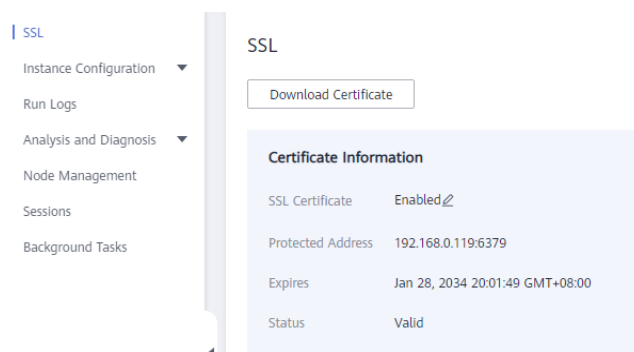 SSL
Instance Configuration
Run Logs
Analysis and Diagnosis
Node Management
Sessions
Background Tasks
SSL
Download Certificate
Certificate Information
SSL Certificate Enabled
Protected Address 192.168.0.119:6379
Expires Jan 28, 2034 20:01:49 GMT+08:00
Status Valid